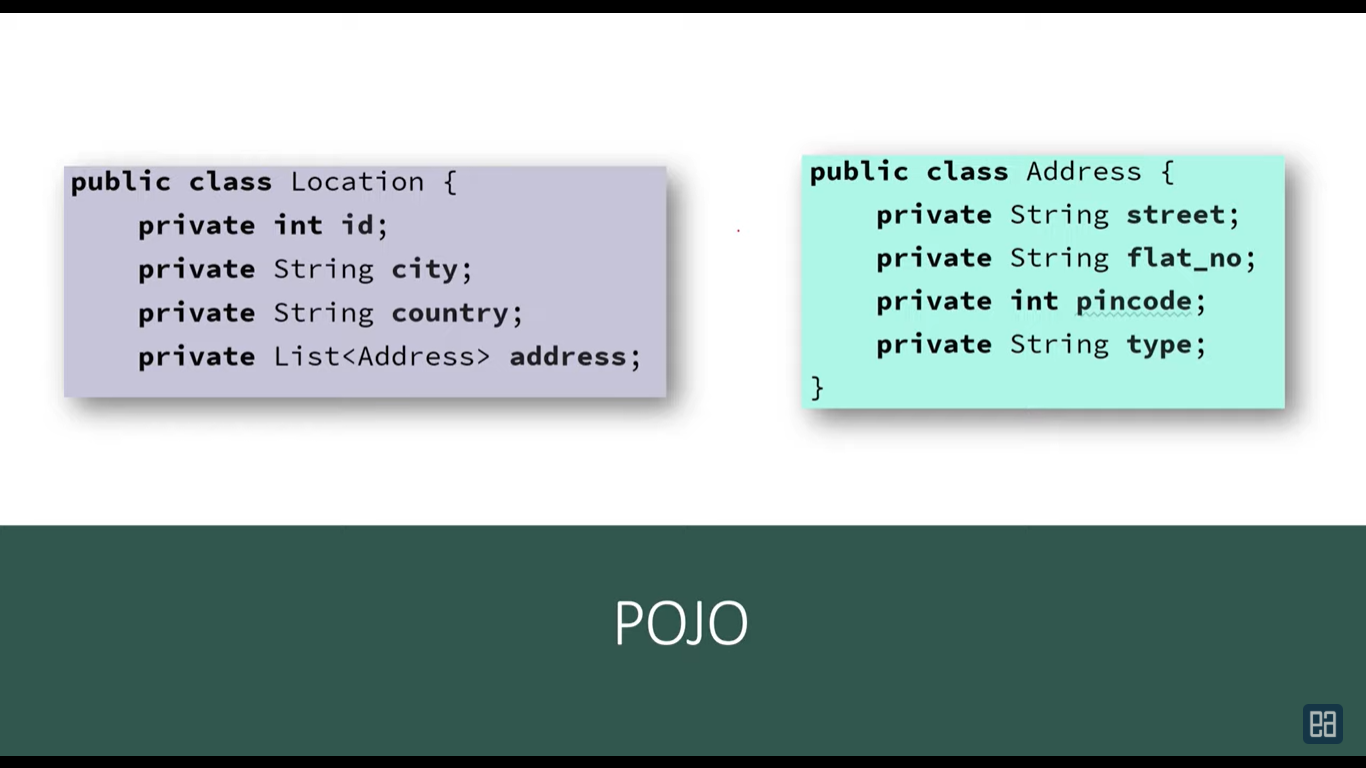 public class Location {
private int id;
private String city;
private String country;
private List<Address> address;
public class Address {
private String street;
private String flat_no;
private int pincode;
private String type;
}
POJO
ea